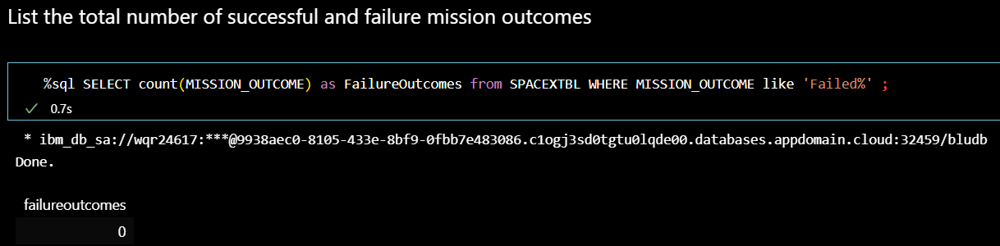 List the total number of successful and failure mission outcomes
%sql SELECT count(MISSION_OUTCOME) as FailureOutcomes from SPACEXTBL WHERE MISSION_OUTCOME like 'Failed%' ;
0.7s
* ibm_db_sa://wqr24617:***@9938aec0-8105-433e-8bf9-0fbb7e483086.c1ogj3sd0tgtu0lqde00.databases.appdomain.cloud:32459/bludb
Done.
failureoutcomes
0